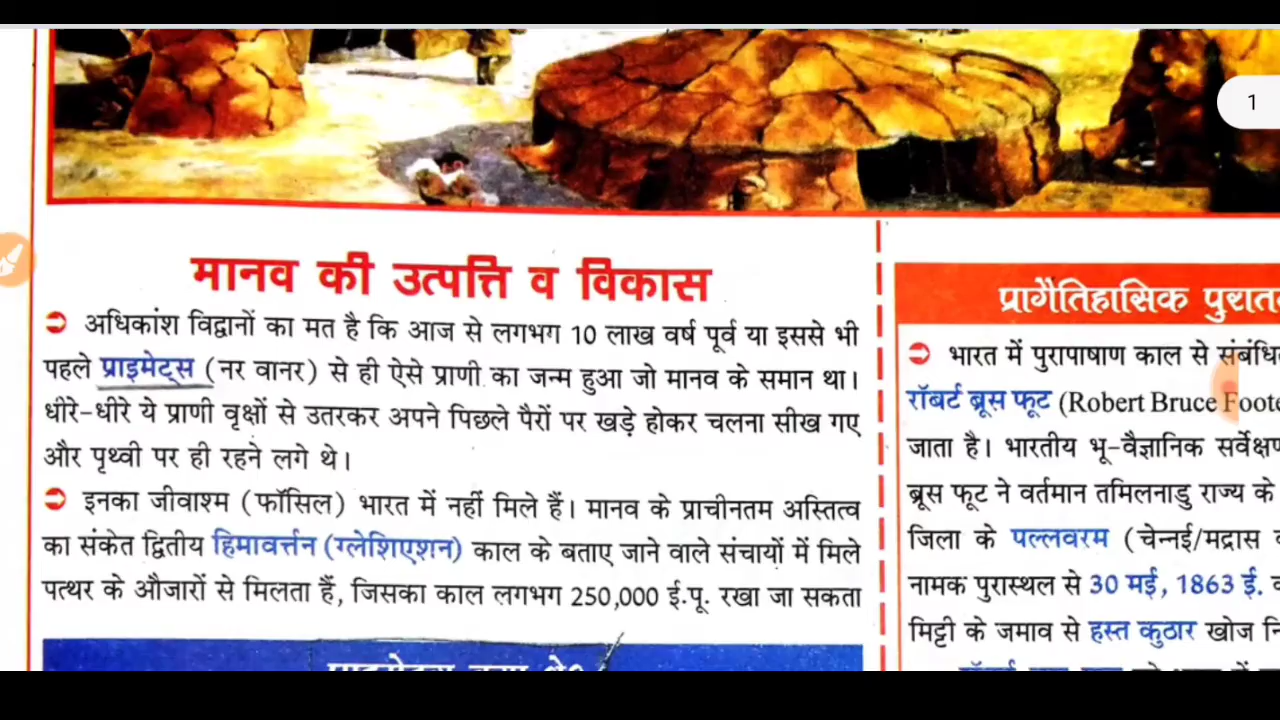 1
मानव की उत्पत्ति व विकास
अधिकांश विद्वानों का मत है कि आज से लगभग 10 लाख वर्ष पूर्व या इससे भी
पहले प्राइमेट्स (नर वानर) से ही ऐसे प्राणी का जन्म हुआ जो मानव के समान था।
धीरे-धीरे ये प्राणी वृक्षों से उतरकर अपने पिछले पैरों पर खड़े होकर चलना सीख गए
और पृथ्वी पर ही रहने लगे थे।
इनका जीवाश्म (फॉसिल) भारत में नहीं मिले हैं। मानव के प्राचीनतम अस्तित्व
का संकेत द्वितीय हिमावर्त्तन (ग्लेशिएशन) काल के बताए जाने वाले संचायों में मिले
पत्थर के औजारों से मिलता हैं, जिसका काल लगभग 250,000 ई.पू. रखा जा सकता
प्रागैतिहासिक
भारत में पुरापाषाण काल से
रॉबर्ट ब्रूस फूट (Robert Bruce Foote
जाता है। भारतीय भू-वैज्ञानिक सर्वेक्षण
ब्रूस फूट ने वर्तमान तमिलनाडु राज्य के
जिला के पल्लवरम (चेन्नई/मद्रास
नामक पुरास्थल से 30 मई, 1863 ई.
मिट्टी के जमाव से हस्त कुठार खोज